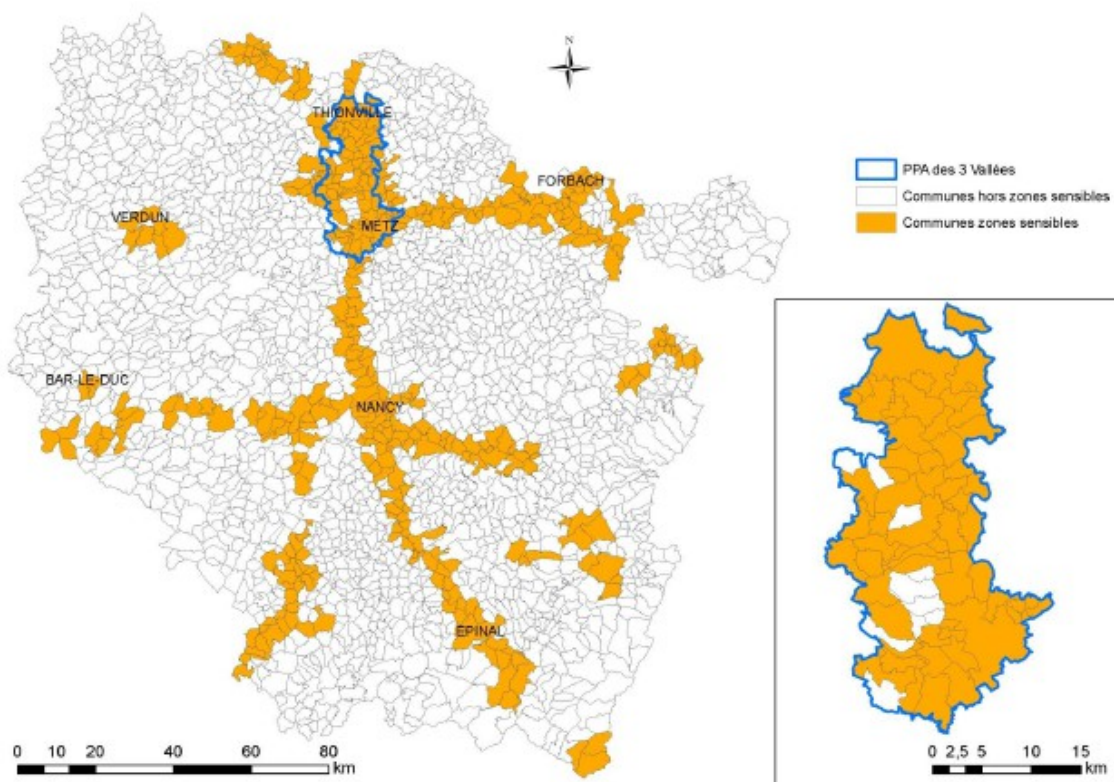 N
THIONVILLE
FORBACH
VERDUN
METZ
PPA des 3 Vallées
Communes hors zones sensibles
Communes zones sensibles
BAR-LE-DUC
NANCY
ÉPINAL
0 10 20 40 60 80
km
0 2,5 5 10 15
km